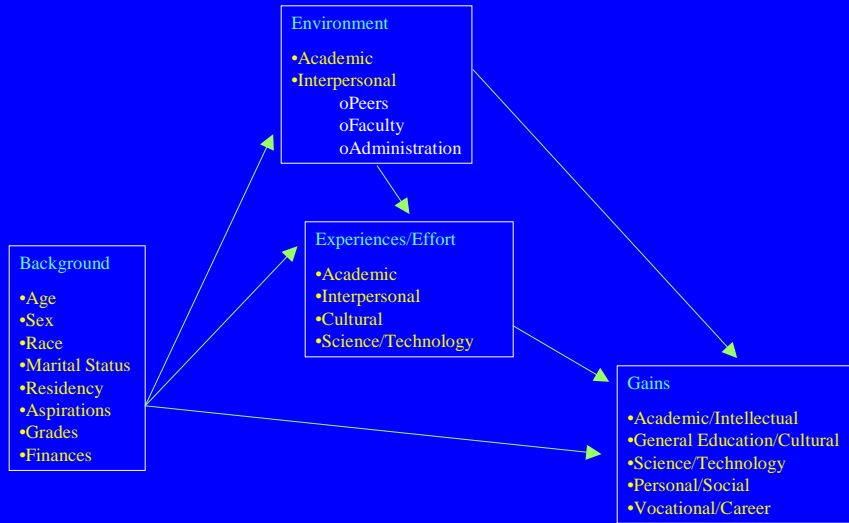 Environment
•Academic
•Interpersonal
oPeers
oFaculty
oAdministration
Experiences/Effort
•Academic
•Interpersonal
•Cultural
•Science/Technology
Background
•Age
•Sex
•Race
•Marital Status
•Residency
•Aspirations
•Grades
•Finances
Gains
•Academic/Intellectual
•General Education/Cultural
•Science/Technology
•Personal/Social
•Vocational/Career